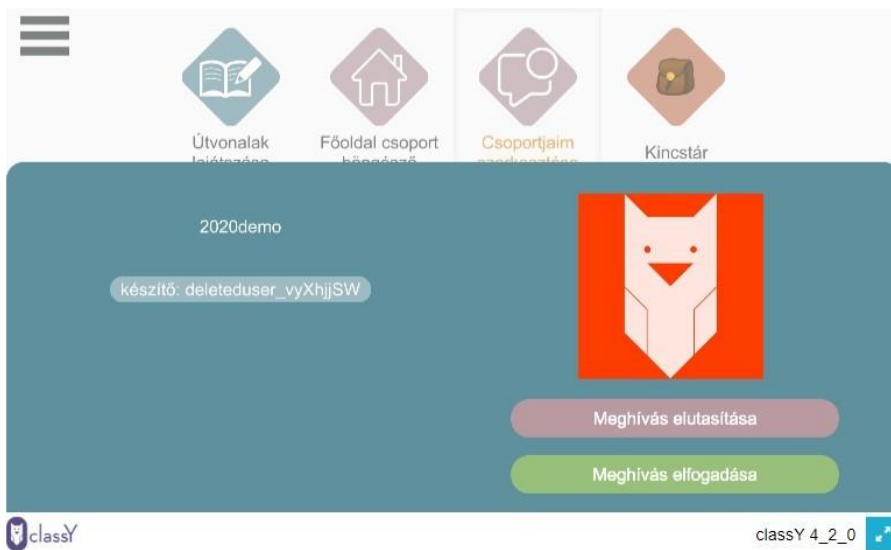 Útvonalak
Főoldal csoport
Csoportjaim
Kincstár
2020demo
készítő: deleteduser_vyXhjjSW
Meghívás elutasítása
Meghívás elfogadása
classY
classY 4_2_0